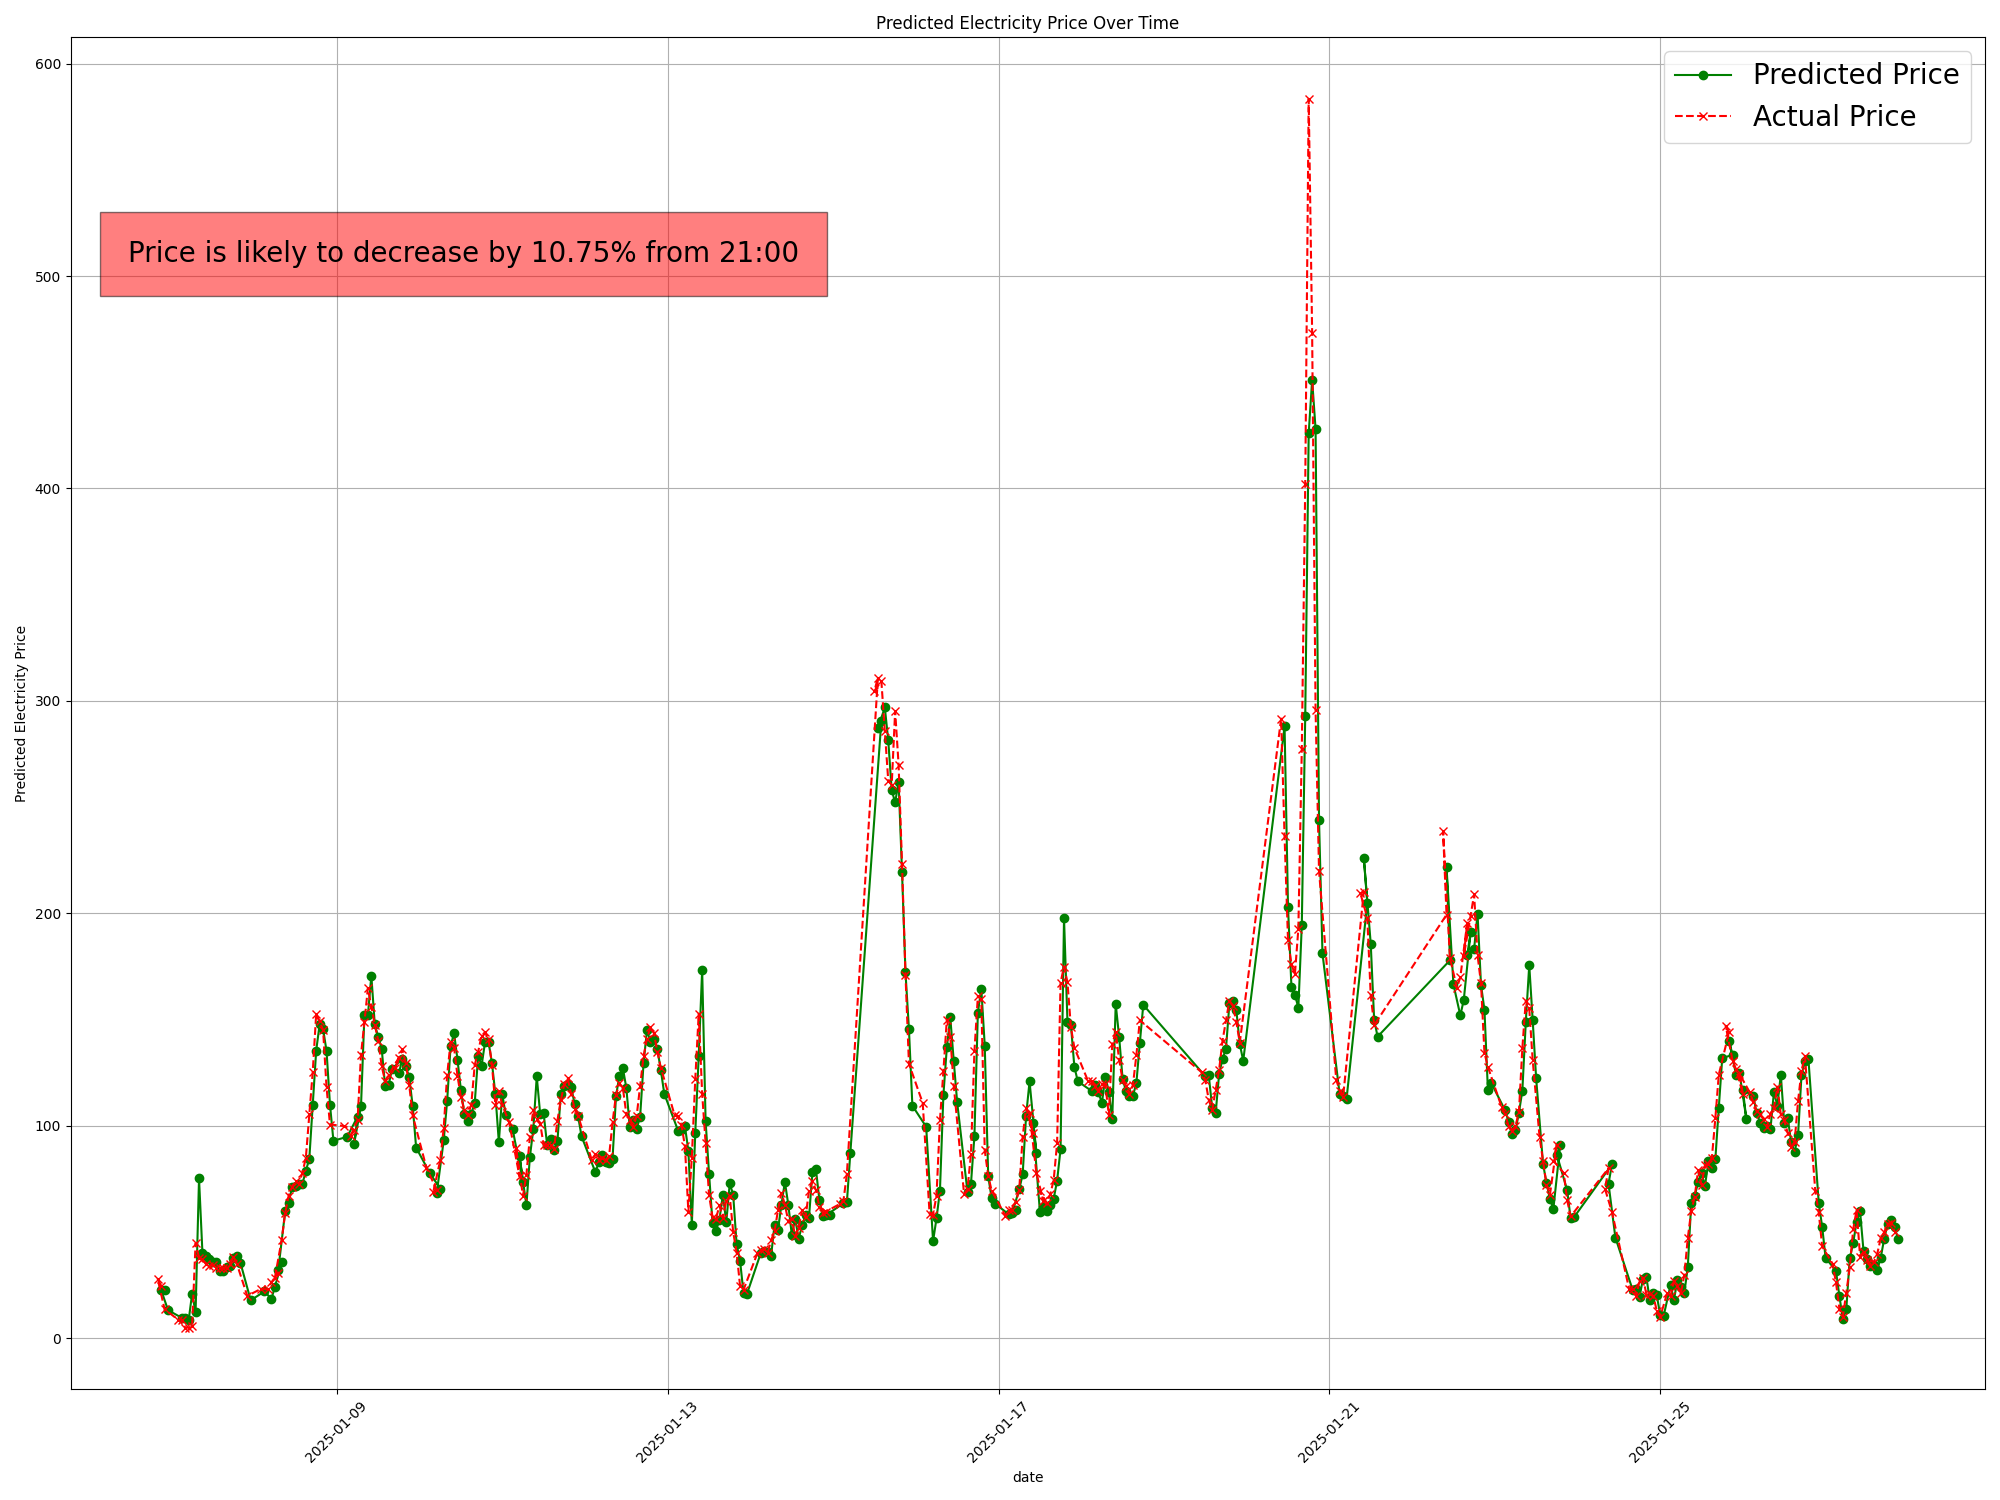 Predicted Electricity Price Over Time
Predicted Price
Actual Price
Price is likely to decrease by 10.75% from 21:00
Predicted Electricity Price
600
500
400
300
200
100
0
2025-01-09
2025-01-13
2025-01-17
2025-01-21
2025-01-25
date